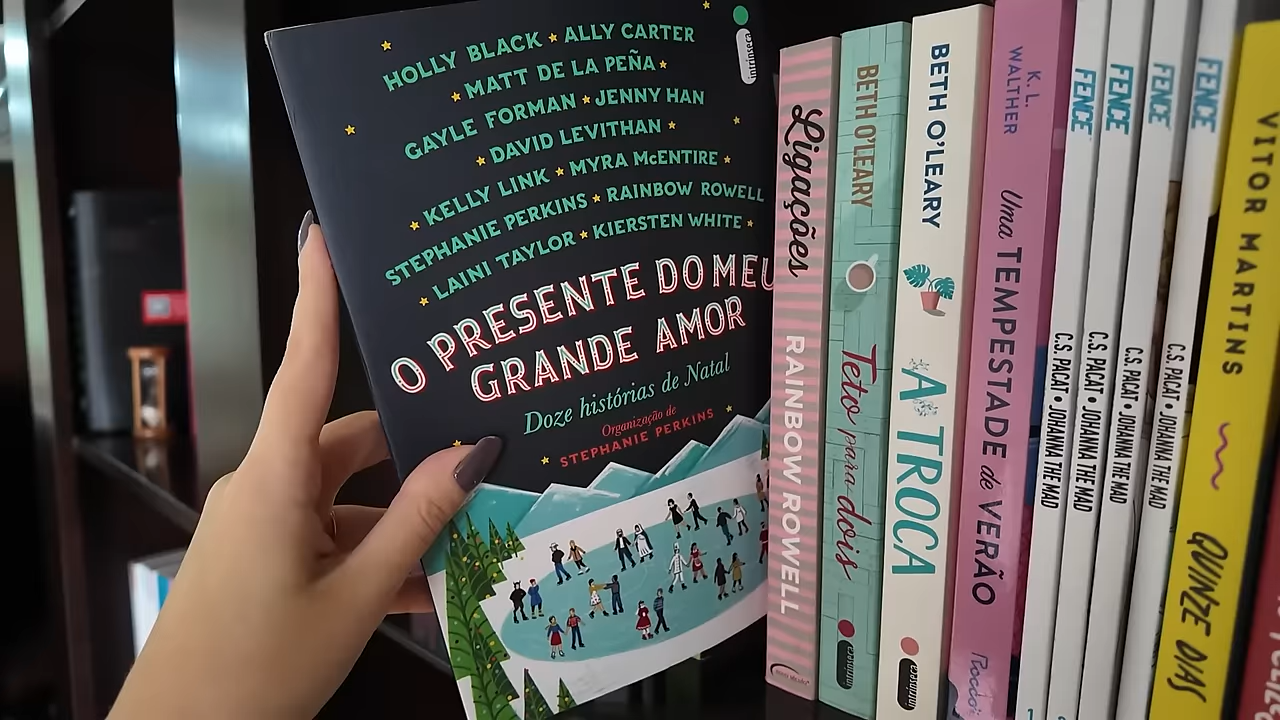 HOLLY BLACK ★ ALLY CARTER
★ MATT DE LA PEÑA ★
GAYLE FORMAN ★ JENNY HAN
★ DAVID LEVITHAN ★
KELLY LINK ★ MYRA McENTIRE ★
STEPHANIE PERKINS ★ RAINBOW ROWELL
★ LAINI TAYLOR ★ KIERSTEN WHITE ★
O PRESENTE DO MEU
GRANDE AMOR
Doze histórias de Natal
Organização de
STEPHANIE PERKINS
intrínseca
Ligações RAINBOW ROWELL
BETH O'LEARY Teto para dois intrínseca
BETH O'LEARY A TROCA intrínseca
K. L.
WALTHER
Uma TEMPESTADE de VERÃO
Rocco
FENCE C.S. PACAT • JOHANNA THE MAD 1
FENCE C.S. PACAT • JOHANNA THE MAD 2
FENCE C.S. PACAT • JOHANNA THE MAD
FENCE C.S. PACAT • JOHANNA THE MAD
VITOR MARTINS QUINZE DIAS